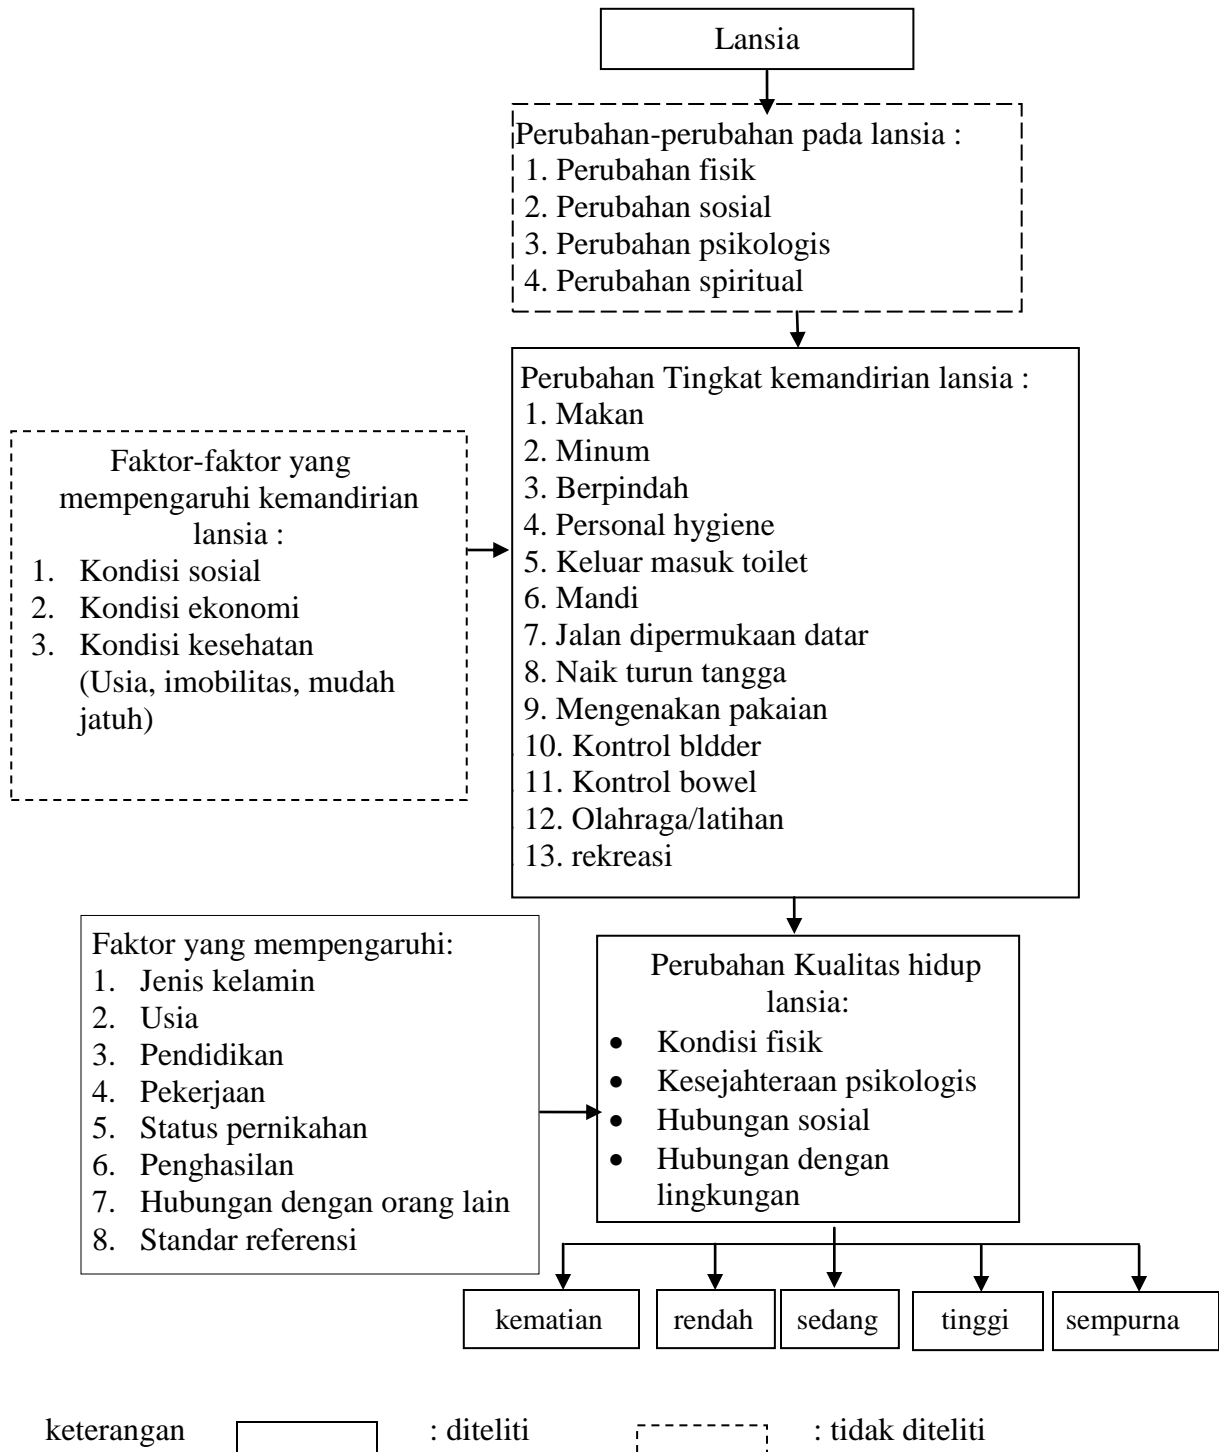 Lansia
Perubahan-perubahan pada lansia :
1. Perubahan fisik
2. Perubahan sosial
3. Perubahan psikologis
4. Perubahan spiritual
Perubahan Tingkat kemandirian lansia :
1. Makan
2. Minum
3. Berpindah
4. Personal hygiene
5. Keluar masuk toilet
6. Mandi
7. Jalan dipermukaan datar
8. Naik turun tangga
9. Mengenakan pakaian
10. Kontrol bldder
11. Kontrol bowel
12. Olahraga/latihan
13. rekreasi
Faktor-faktor yang
mempengaruhi kemandirian
lansia :
1. Kondisi sosial
2. Kondisi ekonomi
3. Kondisi kesehatan
(Usia, imobilitas, mudah
jatuh)
Faktor yang mempengaruhi:
1. Jenis kelamin
2. Usia
3. Pendidikan
4. Pekerjaan
5. Status pernikahan
6. Penghasilan
7. Hubungan dengan orang lain
8. Standar referensi
Perubahan Kualitas hidup
lansia:
• Kondisi fisik
• Kesejahteraan psikologis
• Hubungan sosial
• Hubungan dengan
lingkungan
kematian
rendah
sedang
tinggi
sempurna
keterangan : diteliti : tidak diteliti